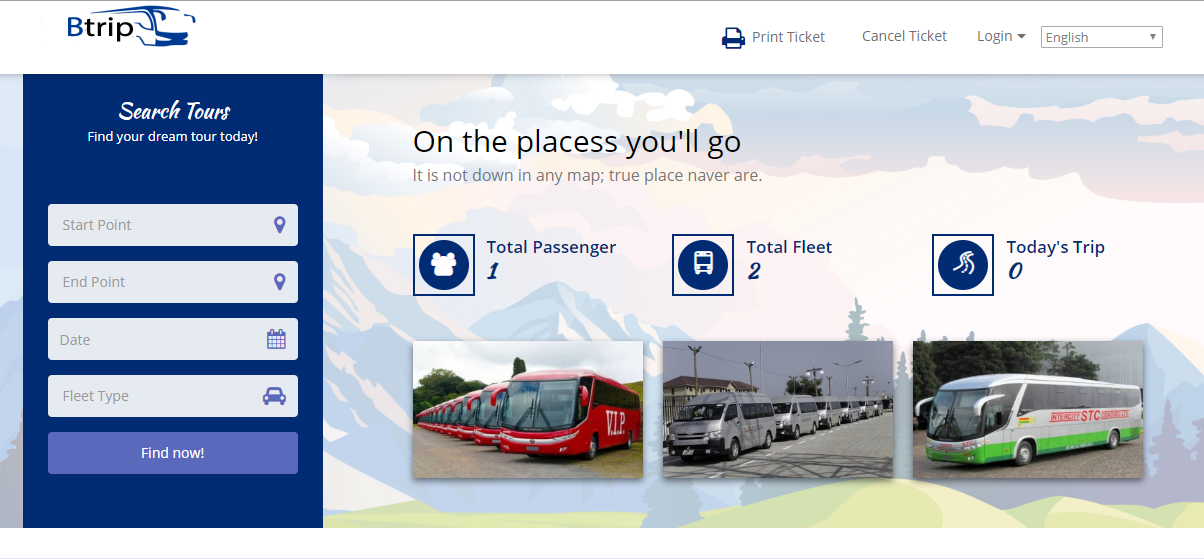 Btrip
Print Ticket
Cancel Ticket
Login
English
Search Tours
Find your dream tour today!
Start Point
End Point
Date
Fleet Type
Find now!
On the placess you'll go
It is not down in any map; true place naver are.
Total Passenger
1
Total Fleet
2
Today's Trip
0
V.I.P.
INTERCITY STC